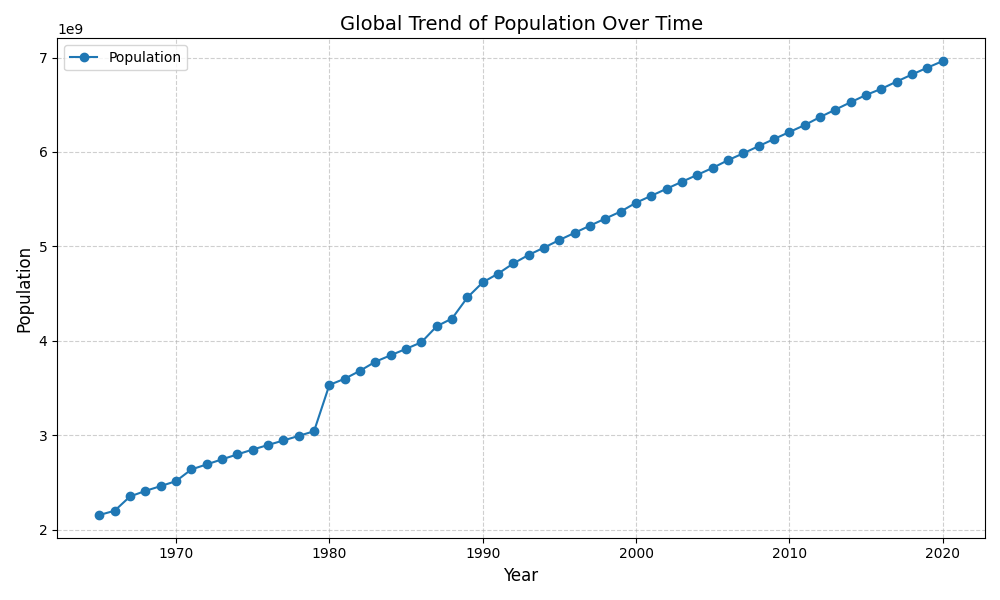 Global Trend of Population Over Time
1e9
Population
7
6
5
4
3
2
Population
1970 1980 1990 2000 2010 2020
Year